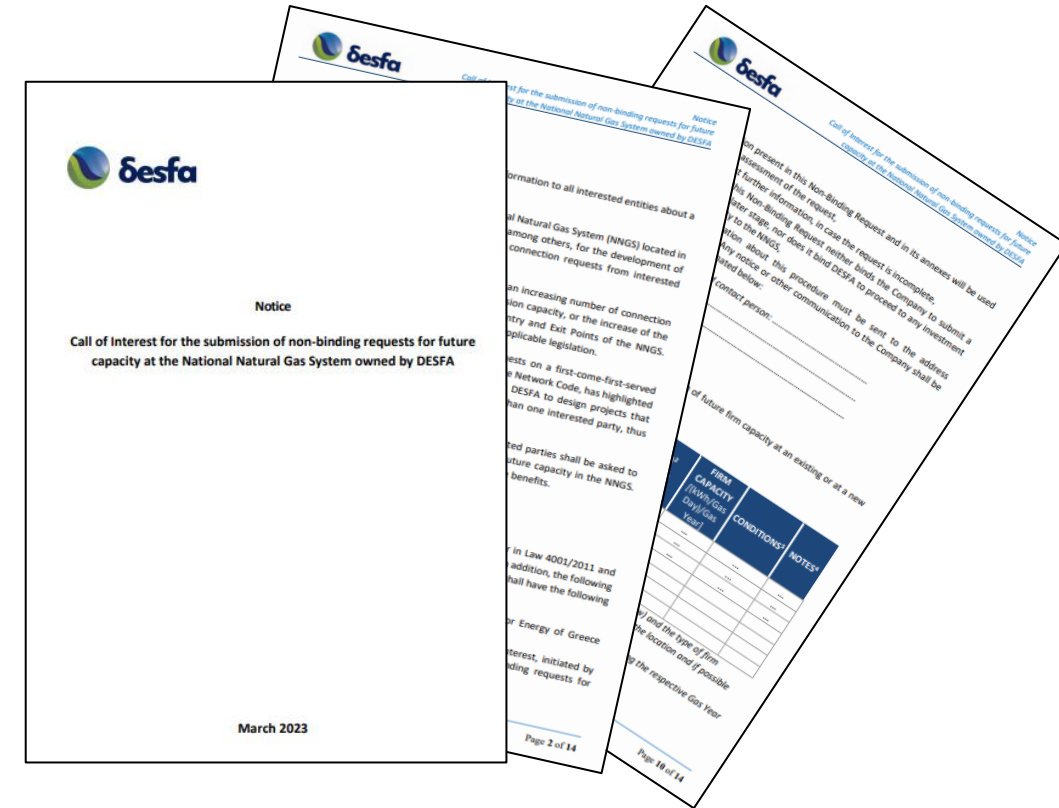 δesfa
Notice
Call of Interest for the submission of non-binding requests for future
capacity at the National Natural Gas System owned by DESFA
March 2023
δesfa
Notice
Call of Interest for the submission of non-binding requests for future
capacity at the National Natural Gas System owned by DESFA
ormation to all interested entities about a
al Natural Gas System (NNGS) located in
among others, for the development of
connection requests from interested
an increasing number of connection
sion capacity, or the increase of the
ntry and Exit Points of the NNGS.
pplicable legislation.
ests on a first-come-first-served
e Network Code, has highlighted
DESFA to design projects that
han one interested party, thus
ted parties shall be asked to
uture capacity in the NNGS.
benefits.
r in Law 4001/2011 and
addition, the following
hall have the following
or Energy of Greece
nterest, initiated by
nding requests for
Page 2 of 14
δesfa
Notice
Call of Interest for the submission of non-binding requests for future
capacity at the National Natural Gas System owned by DESFA
on present in this Non-Binding Request and in its annexes will be used
assessment of the request,
t further information, in case the request is incomplete,
his Non-Binding Request neither binds the Company to submit a
later stage, nor does it bind DESFA to proceed to any investment
y to the NNGS,
ation about this procedure must be sent to the address
Any notice or other communication to the Company shall be
nated below:
contact person:
of future firm capacity at an existing or at a new
FIRM
CAPACITY
[(kWh/Gas
Day)/Gas
Year]
CONDITIONS³
NOTES⁴
w) and the type of firm
the location and if possible
ng the respective Gas Year
Page 10 of 14